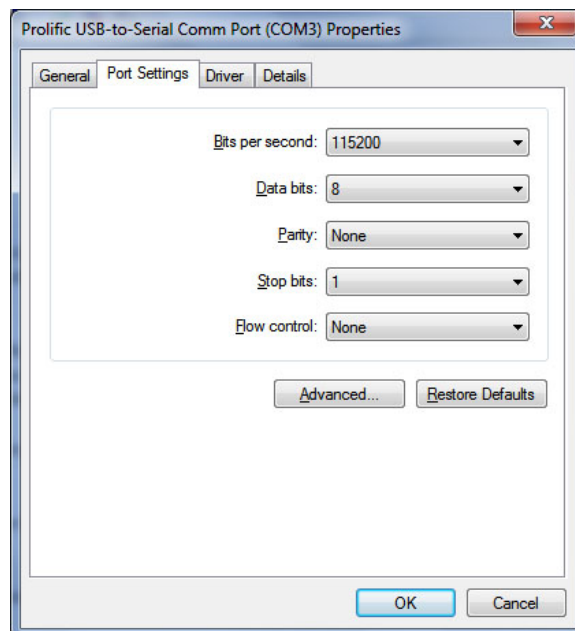 Prolific USB-to-Serial Comm Port (COM3) Properties
General Port Settings Driver Details
Bits per second: 115200
Data bits: 8
Parity: None
Stop bits: 1
Flow control: None
Advanced... Restore Defaults
OK Cancel